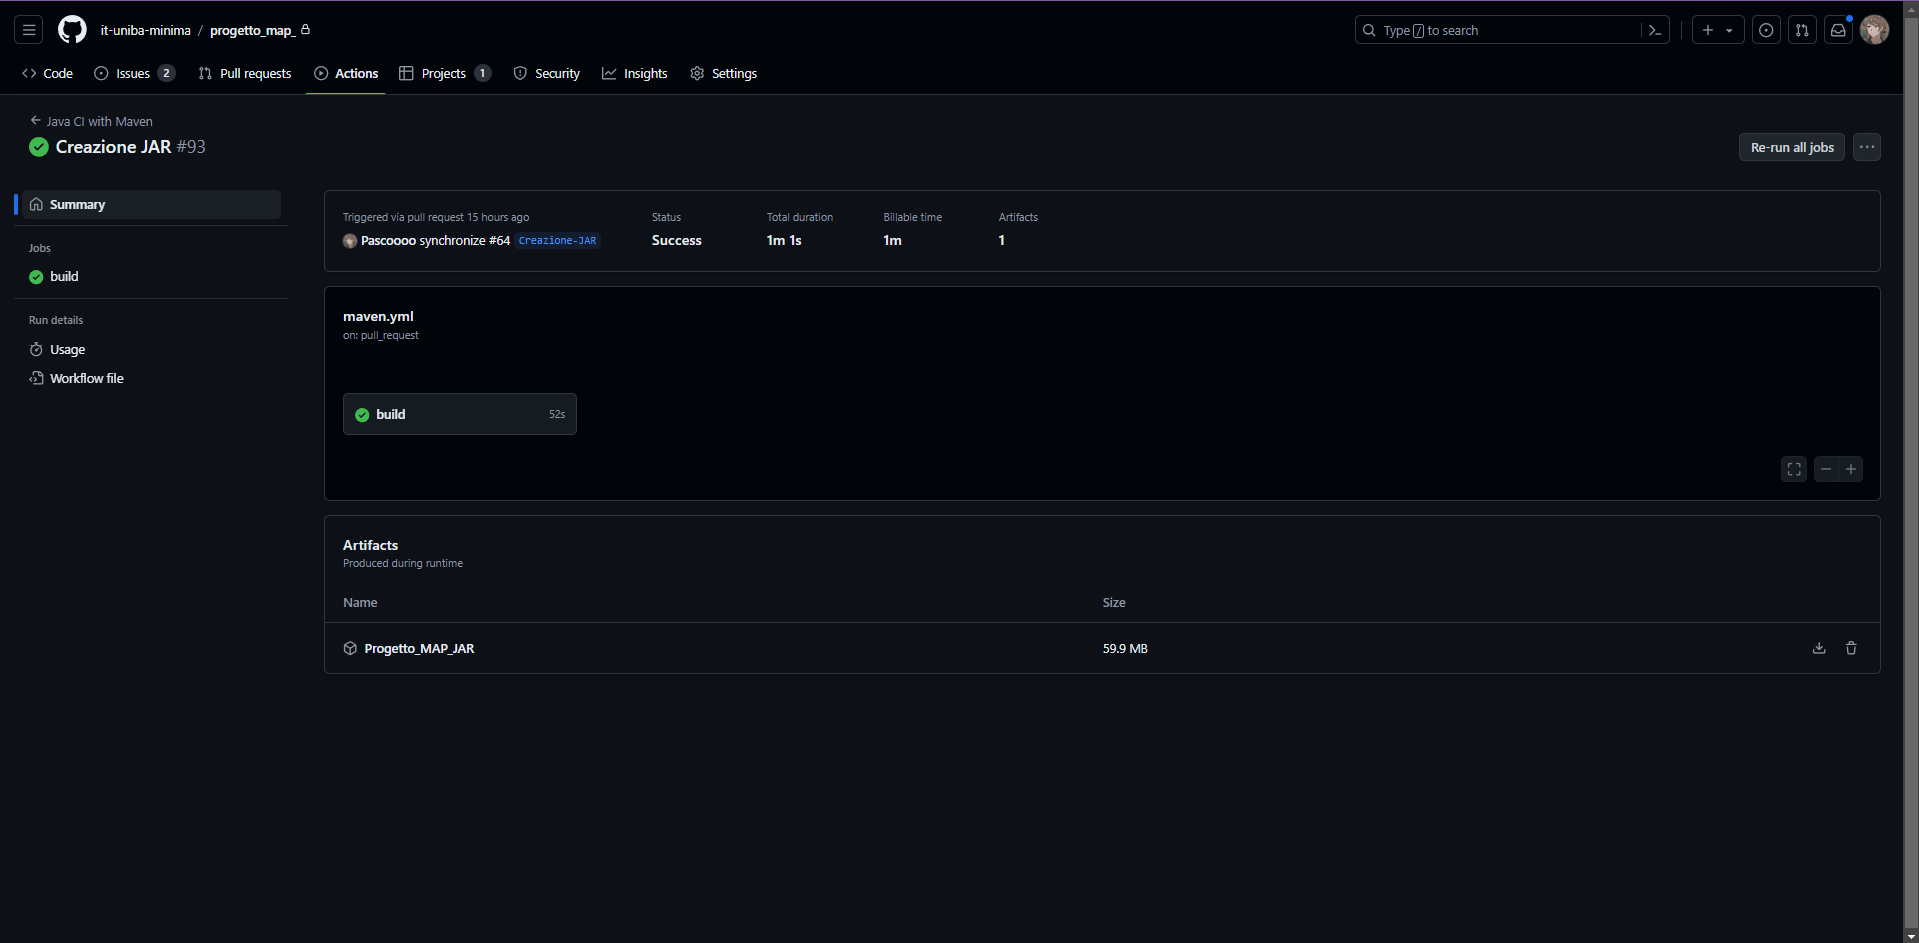 it-uniba-minima / progetto_map_
Type / to search
Code Issues 2 Pull requests Actions Projects 1 Security Insights Settings
Java CI with Maven
Creazione JAR #93
Re-run all jobs
Summary
Jobs
build
Run details
Usage
Workflow file
Triggered via pull request 15 hours ago
Pascoooo synchronize #64 Creazione-JAR
Status
Success
Total duration
1m 1s
Billable time
1m
Artifacts
1
maven.yml
on: pull_request
build 52s
Artifacts
Produced during runtime
Name Size
Progetto_MAP_JAR 59.9 MB